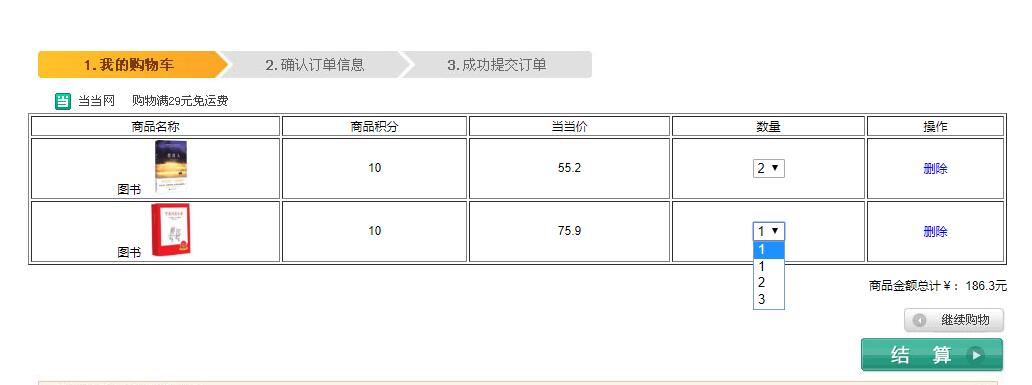 1.我的购物车 2.确认订单信息 3.成功提交订单
当 当当网 购物满29元免运费
商品名称 商品积分 当当价 数量 操作
图书 10 55.2 2 删除
图书 10 75.9 1 删除
1
1
2
3
商品金额总计￥：186.3元
继续购物
结 算